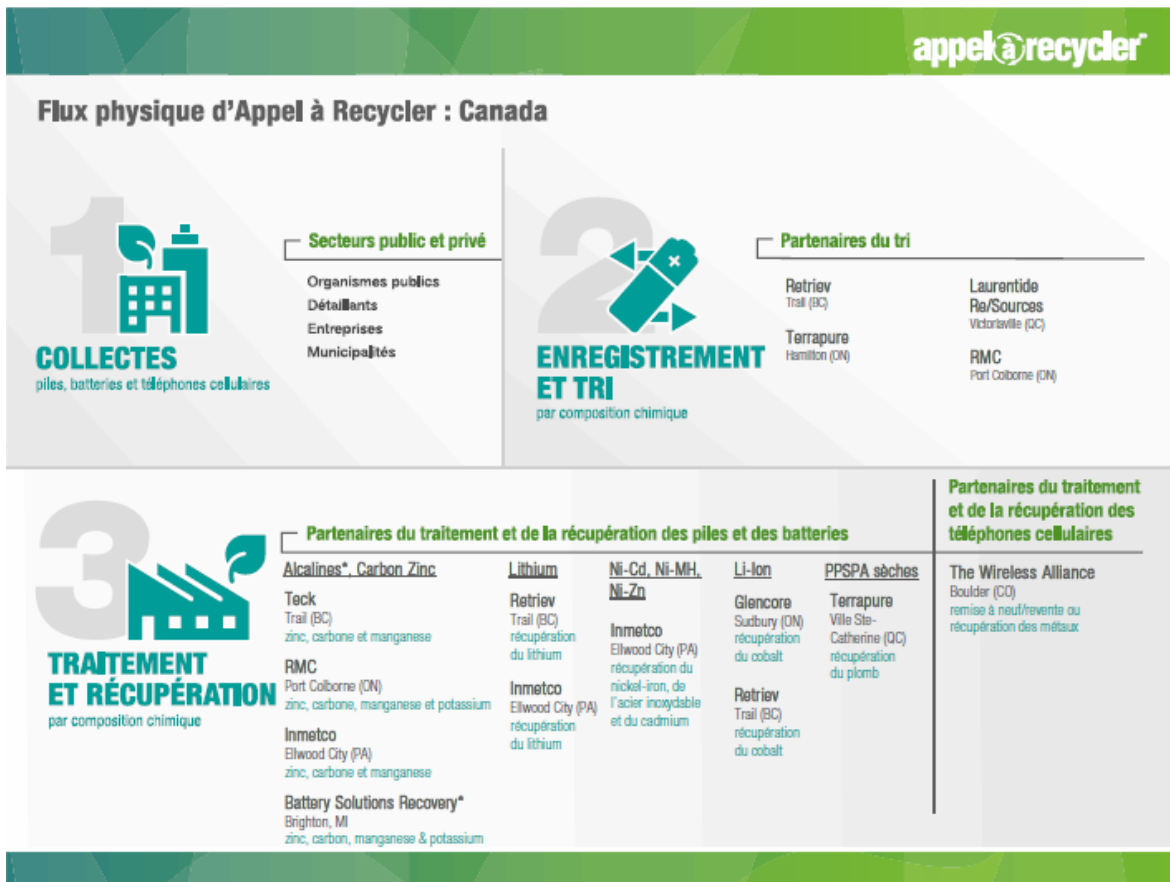 appel à recycler™
Flux physique d'Appel à Recycler : Canada
1
COLLECTES
piles, batteries et téléphones cellulaires
Secteurs public et privé
Organismes publics
Détaillants
Entreprises
Municipalités
2
ENREGISTREMENT
ET TRI
par composition chimique
Partenaires du tri
Retriev
Trail (BC)
Terrapure
Hamilton (ON)
Laurentide
Re/Sources
Victoriaville (QC)
RMC
Port Colborne (ON)
3
TRAITEMENT
ET RÉCUPÉRATION
par composition chimique
Partenaires du traitement et de la récupération des piles et des batteries
Alcalines*, Carbon Zinc
Teck
Trail (BC)
zinc, carbone et manganese
RMC
Port Colborne (ON)
zinc, carbone, manganese et potassium
Inmetco
Ellwood City (PA)
zinc, carbone et manganese
Battery Solutions Recovery*
Brighton, MI
zinc, carbon, manganese & potassium
Lithium
Retriev
Trail (BC)
récupération
du lithium
Inmetco
Ellwood City (PA)
récupération
du lithium
Ni-Cd, Ni-MH,
Ni-Zn
Inmetco
Ellwood City (PA)
récupération du
nickel-iron, de
l'acier inoxydable
et du cadmium
Li-Ion
Glencore
Sudbury (ON)
récupération
du cobalt
Retriev
Trail (BC)
récupération
du cobalt
PPSPA sèches
Terrapure
Ville Ste-
Catherine (QC)
récupération
du plomb
Partenaires du traitement
et de la récupération des
téléphones cellulaires
The Wireless Alliance
Boulder (CO)
remise à neuf/revente ou
récupération des métaux